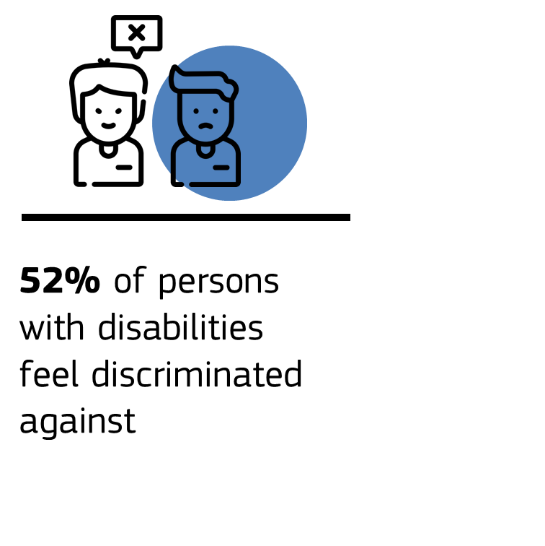 52% of persons
with disabilities
feel discriminated
against